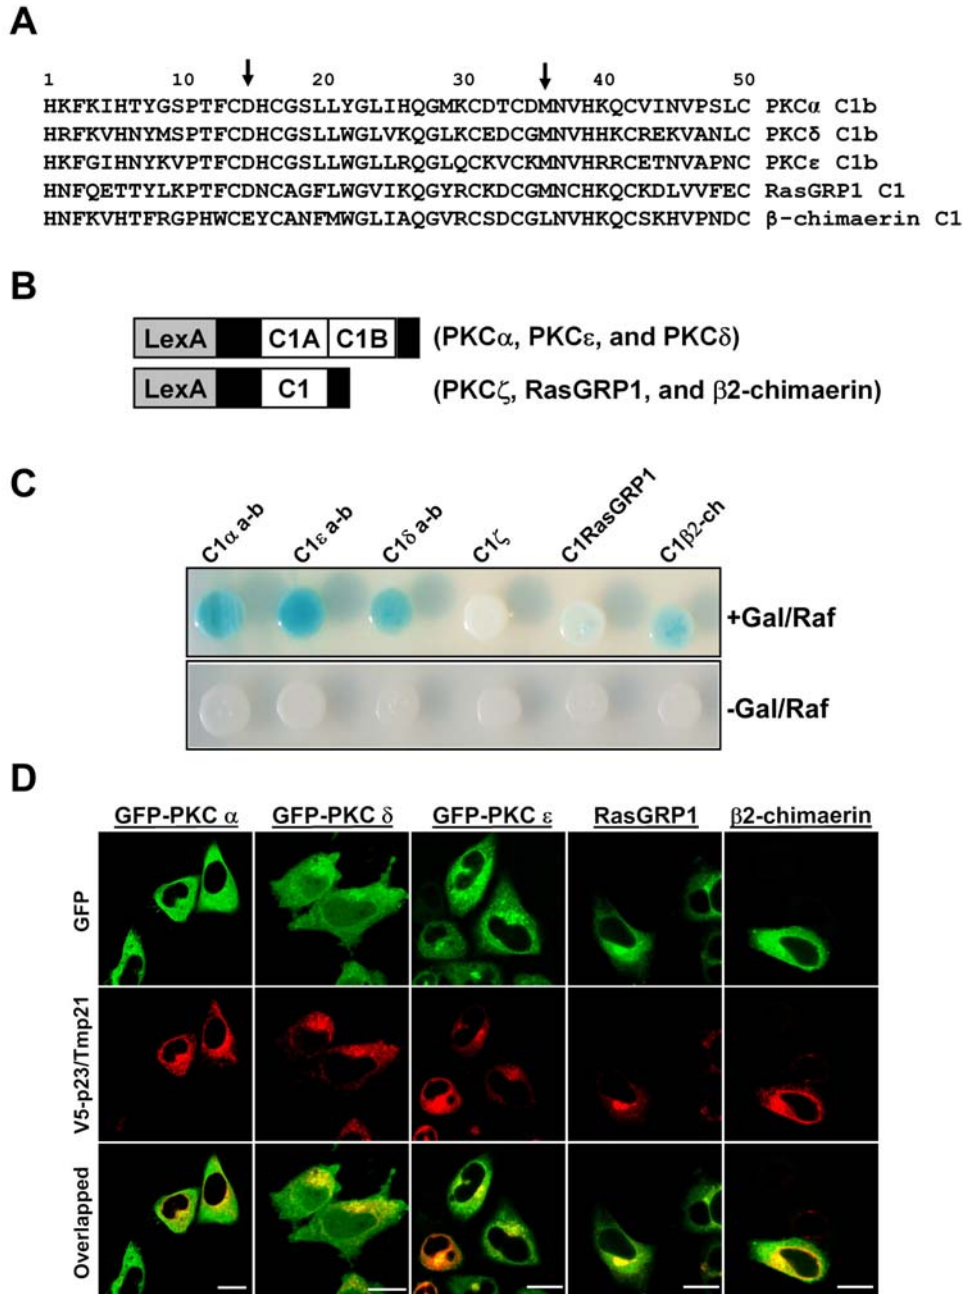 A
1 10 20 30 40 50
HKFKIHTYGSPTFCDHCGSLLYGLIHQGMKCDTCDMNVHKQCVINVPSLC PKCα C1b
HRFKVHNYMSPTFCDHCGSLLWGLVKQGLKCEDCGMNVHHKCREKVANLC PKCδ C1b
HKFGIHNYKVPTFCDHCGSLLWGLLRQGLQCKVCKMNVHRRCETNVAPNC PKCε C1b
HNFQETTYLKPTFCDNCAGFLWGVIKQGYRCKDCGMNCHKQCKDLVVFEC RasGRP1 C1
HNFKVHTFRGPHWCEYCANFMWGLIAQGVRCSDCGLNVHKQCSKHVPNDC β-chimaerin C1
B
LexA C1A C1B (PKCα, PKCε, and PKCδ)
LexA C1 (PKCζ, RasGRP1, and β2-chimaerin)
C
C1α a-b C1ε a-b C1δ a-b C1ζ C1RasGRP1 C1β2-ch
+Gal/Raf
-Gal/Raf
D
GFP-PKC α GFP-PKC δ GFP-PKC ε RasGRP1 β2-chimaerin
GFP
V5-p23/Tmp21
Overlapped